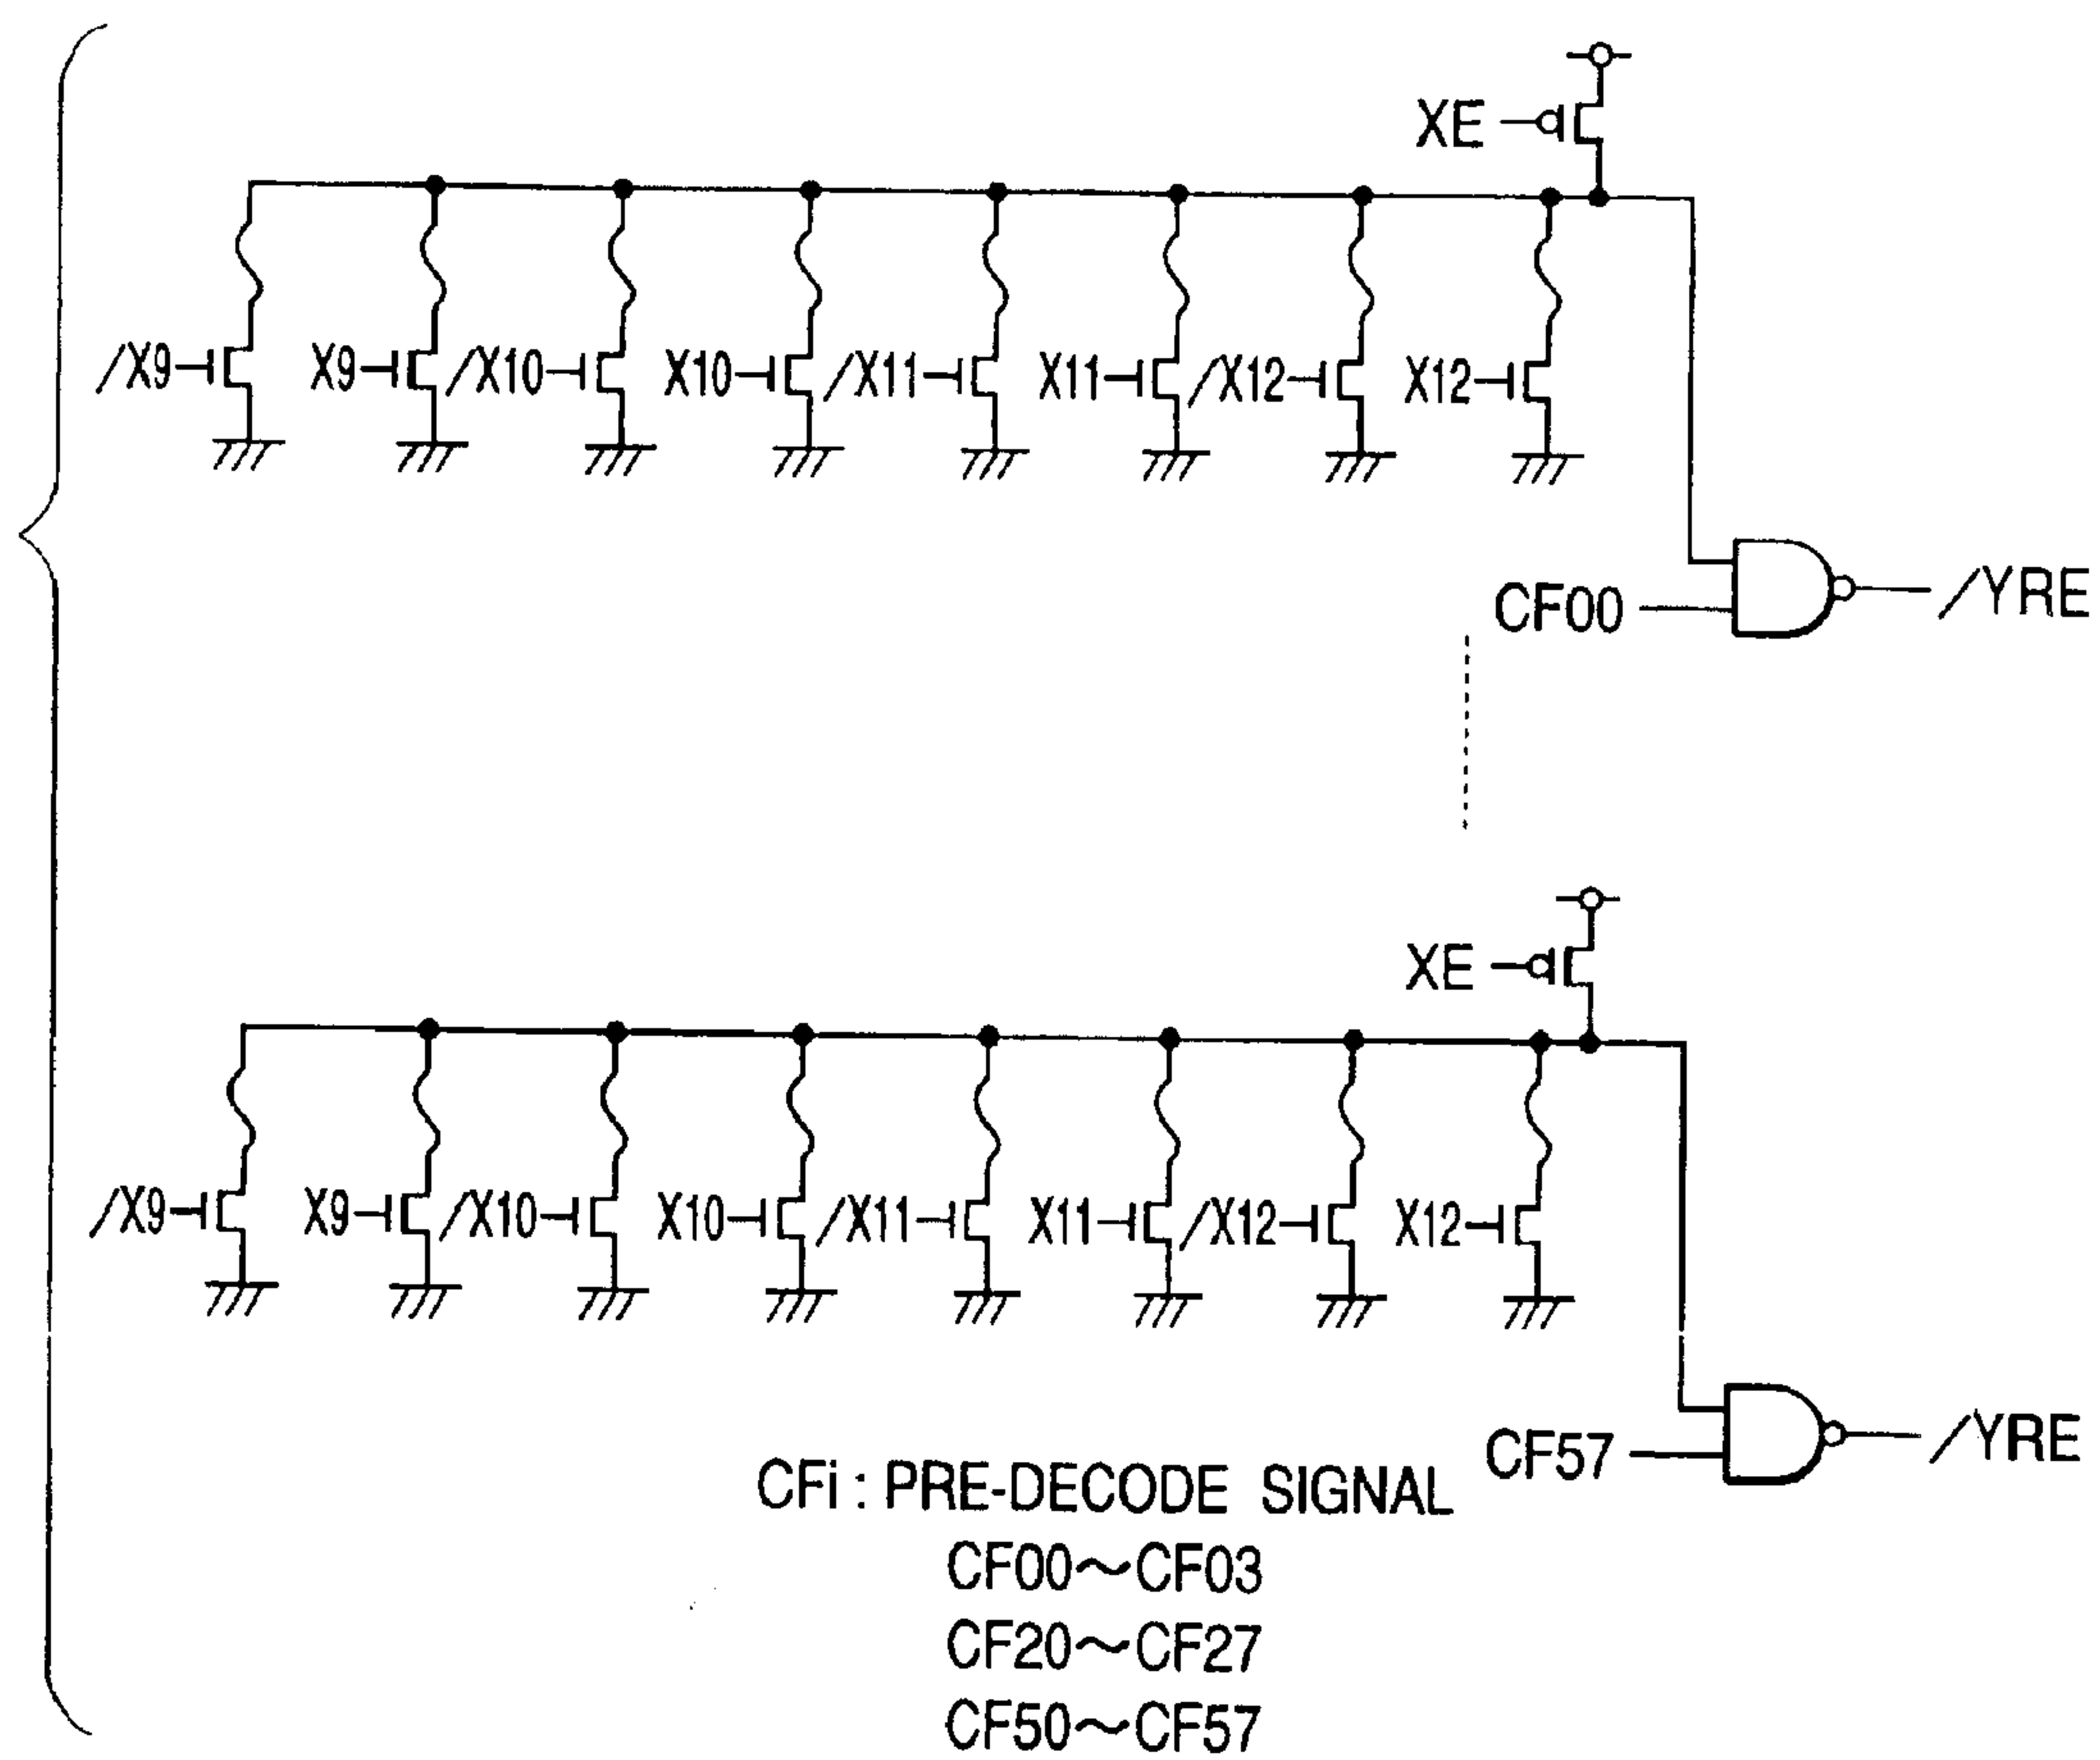 XE
/X9 X9 /X10 X10 /X11 X11 /X12 X12
CF00 /YRE
XE
/X9 X9 /X10 X10 /X11 X11 /X12 X12
CF57 /YRE
CFi : PRE-DECODE SIGNAL
CF00~CF03
CF20~CF27
CF50~CF57